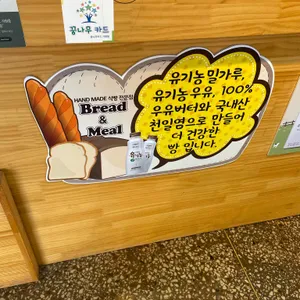 꿈나무 카드
HAND MADE 식빵 전문점
Bread
&
Meal
유기농밀가루,
유기농우유, 100%
우유버터와, 국내산
천일염으로 만들어
더 건강한
빵 입니다.